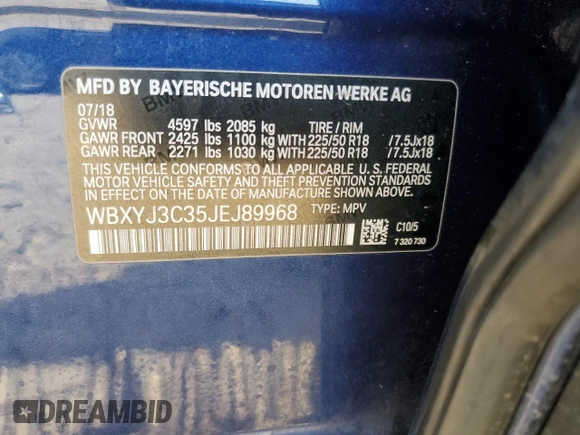 MFD BY BAYERISCHE MOTOREN WERKE AG
07/18
GVWR 4597 lbs 2085 kg TIRE / RIM
GAWR FRONT 2425 lbs 1100 kg WITH 225/50 R18 /7.5Jx18
GAWR REAR 2271 lbs 1030 kg WITH 225/50 R18 /7.5Jx18
THIS VEHICLE CONFORMS TO ALL APPLICABLE U. S. FEDERAL
MOTOR VEHICLE SAFETY, BUMPER, AND THEFT PREVENTION
STANDARDS IN EFFECT ON THE DATE OF MANUFACTURE SHOWN ABOVE.
WBXYJ3C35JEJ89968 TYPE: MPV
C10/5
7 320 730
DREAMBID